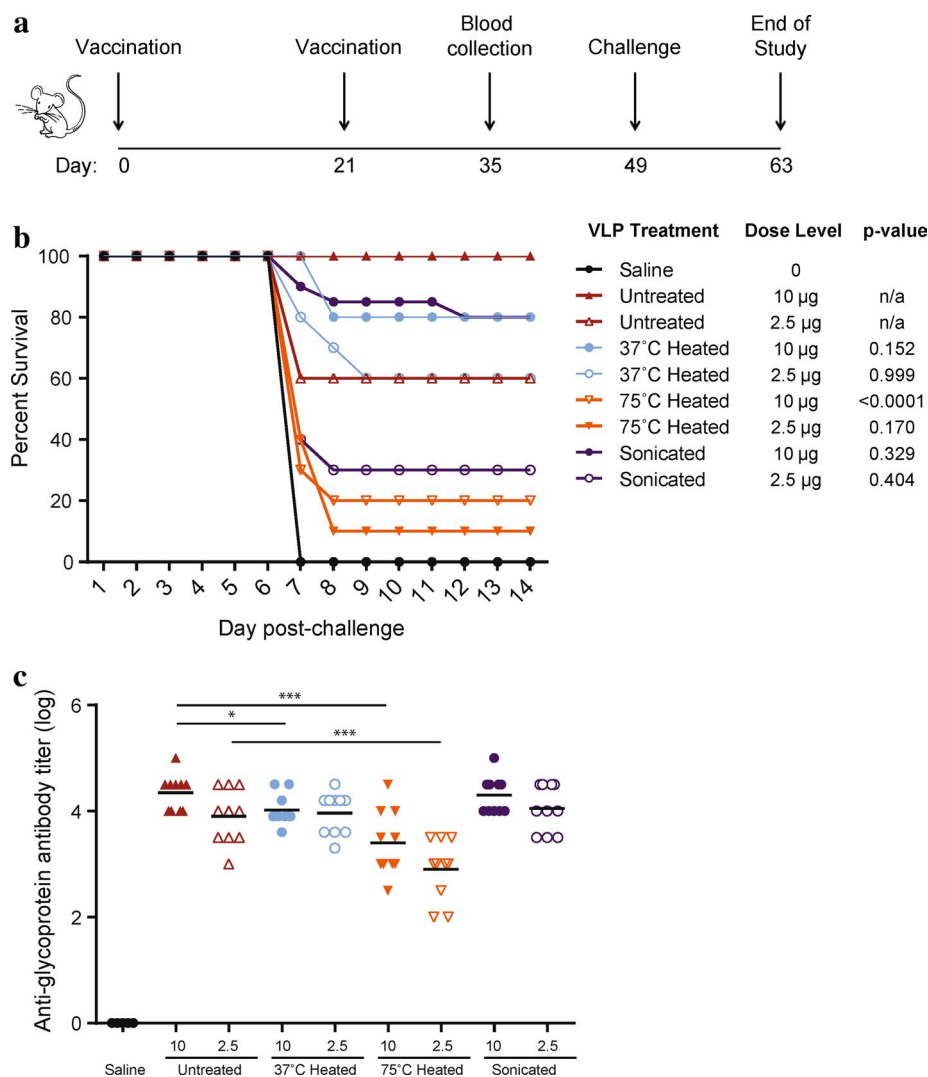 a
Vaccination
Vaccination
Blood
collection
Challenge
End of
Study
Day: 0 21 35 49 63
b
Percent Survival
100
80
60
40
20
0
1 2 3 4 5 6 7 8 9 10 11 12 13 14
Day post-challenge
VLP Treatment Dose Level p-value
Saline 0
Untreated 10 µg n/a
Untreated 2.5 µg n/a
37°C Heated 10 µg 0.152
37°C Heated 2.5 µg 0.999
75°C Heated 10 µg <0.0001
75°C Heated 2.5 µg 0.170
Sonicated 10 µg 0.329
Sonicated 2.5 µg 0.404
c
Anti-glycoprotein antibody titer (log)
6
4
2
0
***
*
***
10 2.5 10 2.5 10 2.5 10 2.5
Saline Untreated 37°C Heated 75°C Heated Sonicated